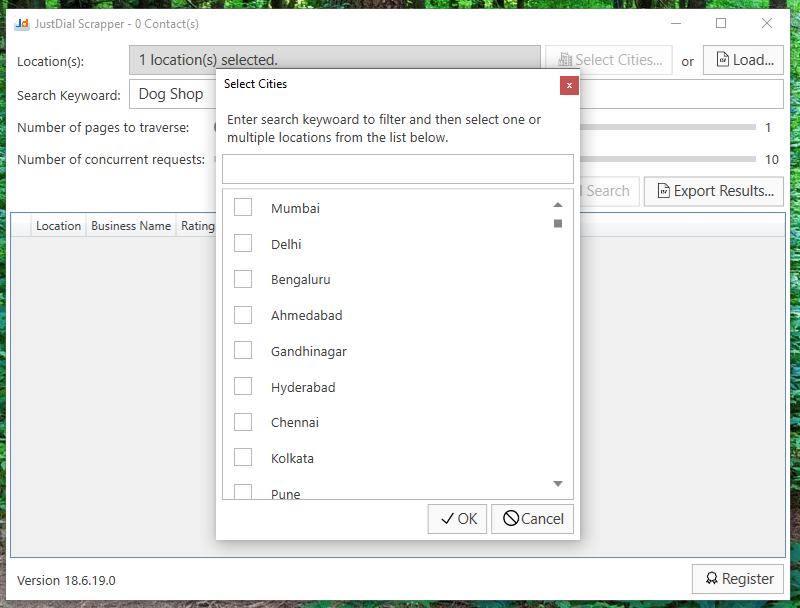 JustDial Scrapper - 0 Contact(s)
Location(s):
1 location(s) selected.
Select Cities...
or
Load...
Search Keyword:
Dog Shop
Number of pages to traverse:
1
Number of concurrent requests:
10
Search
Export Results...
Location
Business Name
Rating
Select Cities
Enter search keyoward to filter and then select one or
multiple locations from the list below.
Mumbai
Delhi
Bengaluru
Ahmedabad
Gandhinagar
Hyderabad
Chennai
Kolkata
Pune
OK
Cancel
Version 18.6.19.0
Register